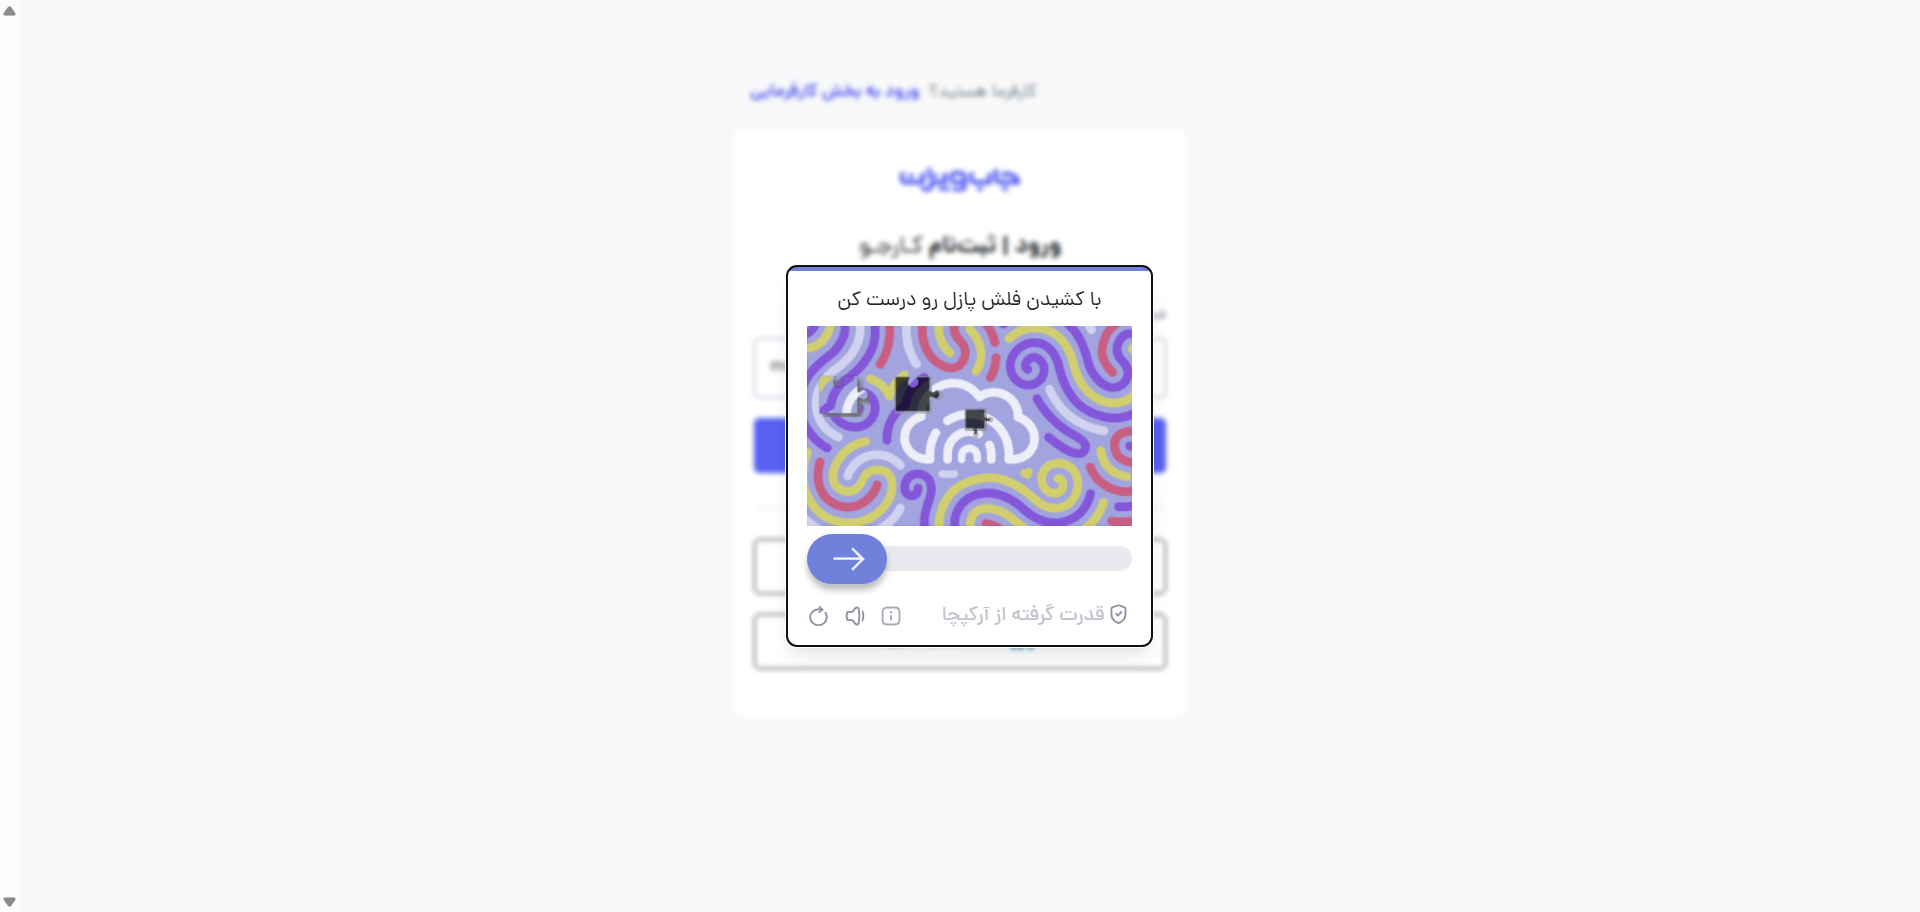 کارفرما هستید؟ ورود به بخش کارفرمایی
جاب‌ویژن
ورود | ثبت‌نام کارجو
با کشیدن فلش پازل رو درست کن
قدرت گرفته از آرکپچا